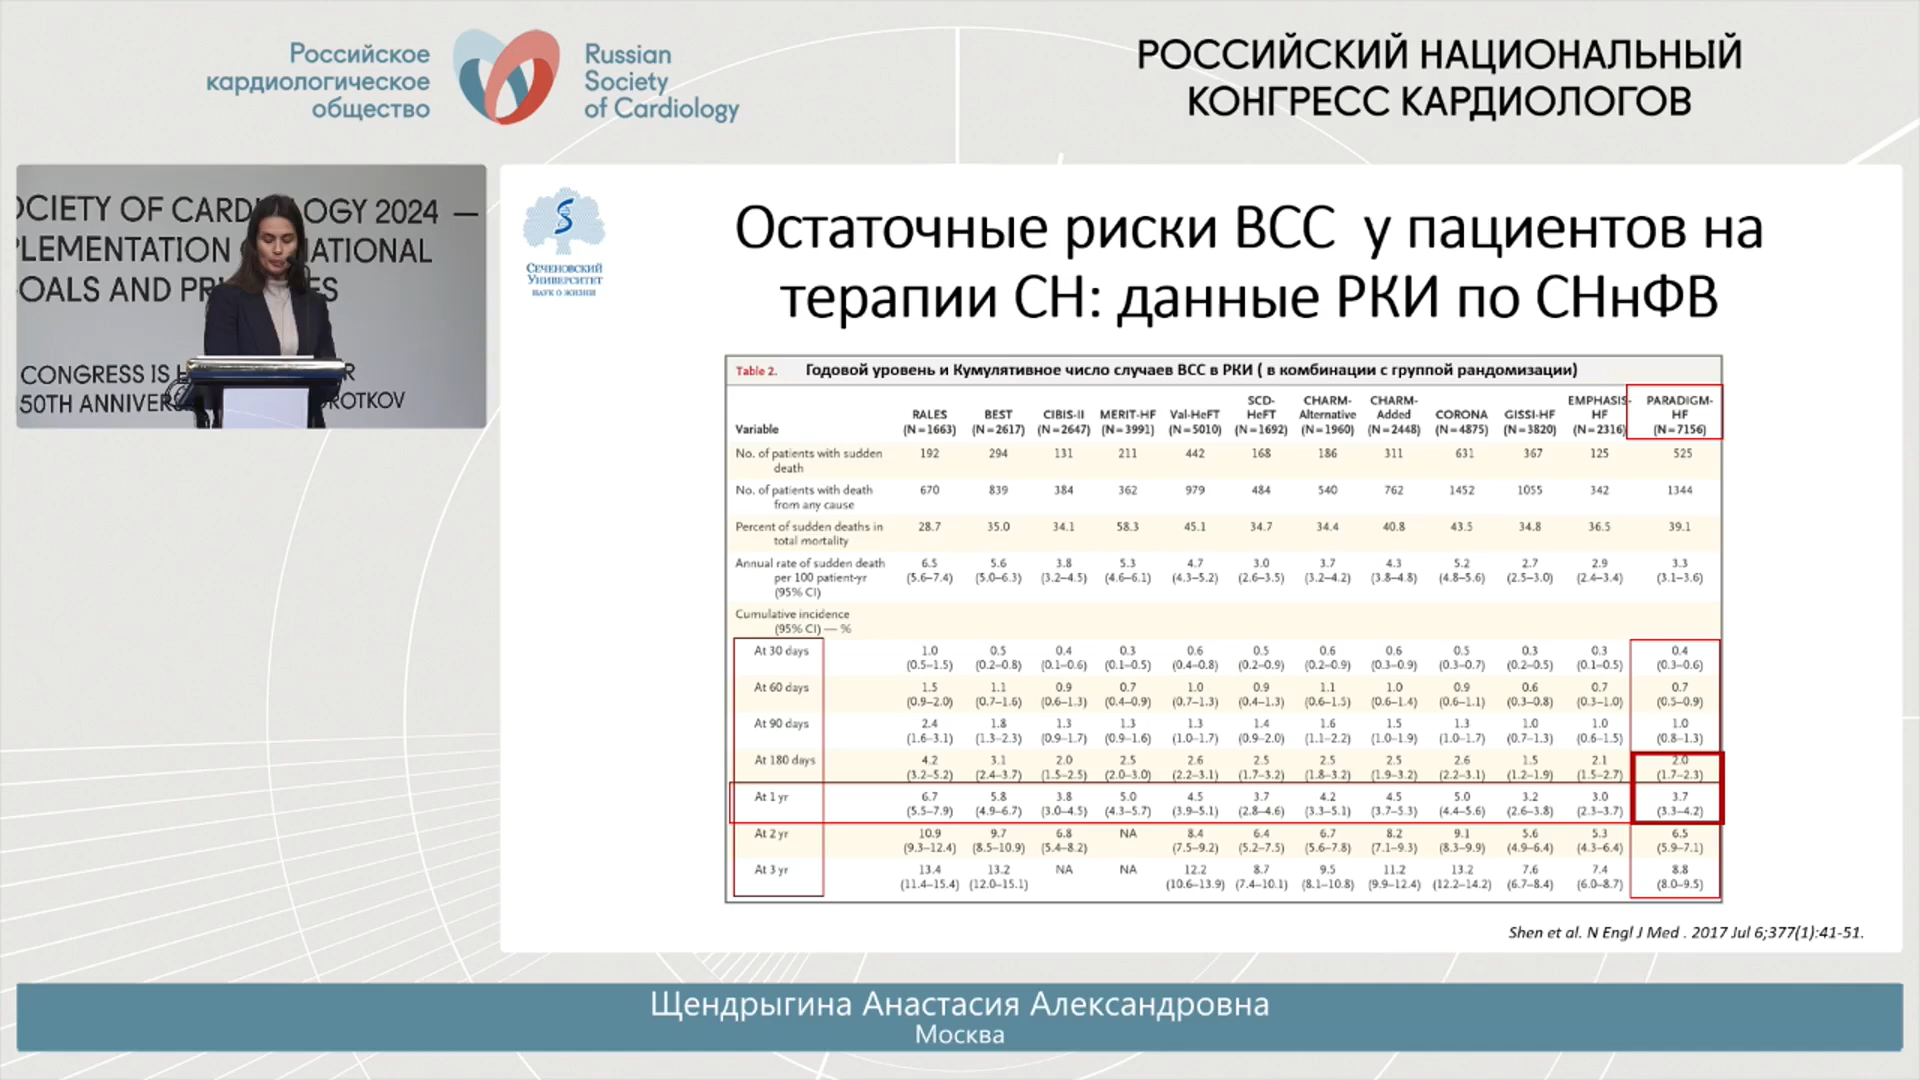 Российское
кардиологическое
общество
Russian
Society
of Cardiology
РОССИЙСКИЙ НАЦИОНАЛЬНЫЙ
КОНГРЕСС КАРДИОЛОГОВ
OCIETY OF CARD OGY 2024 —
PLEMENTATION NATIONAL
OALS AND PR ES
CONGRESS IS H R
50TH ANNIVERS ROTKOV
СЕЧЕНОВСКИЙ
УНИВЕРСИТЕТ
НАУК О ЖИЗНИ
Остаточные риски ВСС у пациентов на
терапии СН: данные РКИ по СНнФВ
Table 2. Годовой уровень и Кумулятивное число случаев ВСС в РКИ ( в комбинации с группой рандомизации)
Variable RALES (N=1663) BEST (N=2617) CIBIS-II (N=2647) MERIT-HF (N=3991) Val-HeFT (N=5010) SCD-HeFT (N=1692) CHARM-Alternative (N=1960) CHARM-Added (N=2448) CORONA (N=4875) GISSI-HF (N=3820) EMPHASIS-HF (N=2316) PARADIGM-HF (N=7156)
No. of patients with sudden death 192 294 131 211 442 168 186 311 631 367 125 525
No. of patients with death from any cause 670 839 384 362 979 484 540 762 1452 1055 342 1344
Percent of sudden deaths in total mortality 28.7 35.0 34.1 58.3 45.1 34.7 34.4 40.8 43.5 34.8 36.5 39.1
Annual rate of sudden death per 100 patient-yr (95% CI) 6.5 (5.6–7.4) 5.6 (5.0–6.3) 3.8 (3.2–4.5) 5.3 (4.6–6.1) 4.7 (4.3–5.2) 3.0 (2.6–3.5) 3.7 (3.2–4.2) 4.3 (3.8–4.8) 5.2 (4.8–5.6) 2.7 (2.5–3.0) 2.9 (2.4–3.4) 3.3 (3.1–3.6)
Cumulative incidence (95% CI) — %
At 30 days 1.0 (0.5–1.5) 0.5 (0.2–0.8) 0.4 (0.1–0.6) 0.3 (0.1–0.5) 0.6 (0.4–0.8) 0.5 (0.2–0.9) 0.6 (0.2–0.9) 0.6 (0.3–0.9) 0.5 (0.3–0.7) 0.3 (0.2–0.5) 0.3 (0.1–0.5) 0.4 (0.3–0.6)
At 60 days 1.5 (0.9–2.0) 1.1 (0.7–1.6) 0.9 (0.6–1.3) 0.7 (0.4–0.9) 1.0 (0.7–1.3) 0.9 (0.4–1.3) 1.1 (0.6–1.5) 1.0 (0.6–1.4) 0.9 (0.6–1.1) 0.6 (0.3–0.8) 0.7 (0.3–1.0) 0.7 (0.5–0.9)
At 90 days 2.4 (1.6–3.1) 1.8 (1.3–2.3) 1.3 (0.9–1.7) 1.3 (0.9–1.6) 1.3 (1.0–1.7) 1.4 (0.9–2.0) 1.6 (1.1–2.2) 1.5 (1.0–1.9) 1.3 (1.0–1.7) 1.0 (0.7–1.3) 1.0 (0.6–1.5) 1.0 (0.8–1.3)
At 180 days 4.2 (3.2–5.2) 3.1 (2.4–3.7) 2.0 (1.5–2.5) 2.5 (2.0–3.0) 2.6 (2.2–3.1) 2.5 (1.7–3.2) 2.5 (1.8–3.2) 2.5 (1.9–3.2) 2.6 (2.2–3.1) 1.5 (1.2–1.9) 2.1 (1.5–2.7) 2.0 (1.7–2.3)
At 1 yr 6.7 (5.5–7.9) 5.8 (4.9–6.7) 3.8 (3.0–4.5) 5.0 (4.3–5.7) 4.5 (3.9–5.1) 3.7 (2.8–4.6) 4.2 (3.3–5.1) 4.5 (3.7–5.3) 5.0 (4.4–5.6) 3.2 (2.6–3.8) 3.0 (2.3–3.7) 3.7 (3.3–4.2)
At 2 yr 10.9 (9.3–12.4) 9.7 (8.5–10.9) 6.8 (5.4–8.2) NA 8.4 (7.5–9.2) 6.4 (5.2–7.5) 6.7 (5.6–7.8) 8.2 (7.1–9.3) 9.1 (8.3–9.9) 5.6 (4.9–6.4) 5.3 (4.3–6.4) 6.5 (5.9–7.1)
At 3 yr 13.4 (11.4–15.4) 13.2 (12.0–15.1) NA NA 12.2 (10.6–13.9) 8.7 (7.4–10.1) 9.5 (8.1–10.8) 11.2 (9.9–12.4) 13.2 (12.2–14.2) 7.6 (6.7–8.4) 7.4 (6.0–8.7) 8.8 (8.0–9.5)
Shen et al. N Engl J Med . 2017 Jul 6;377(1):41-51.
Щендрыгина Анастасия Александровна
Москва